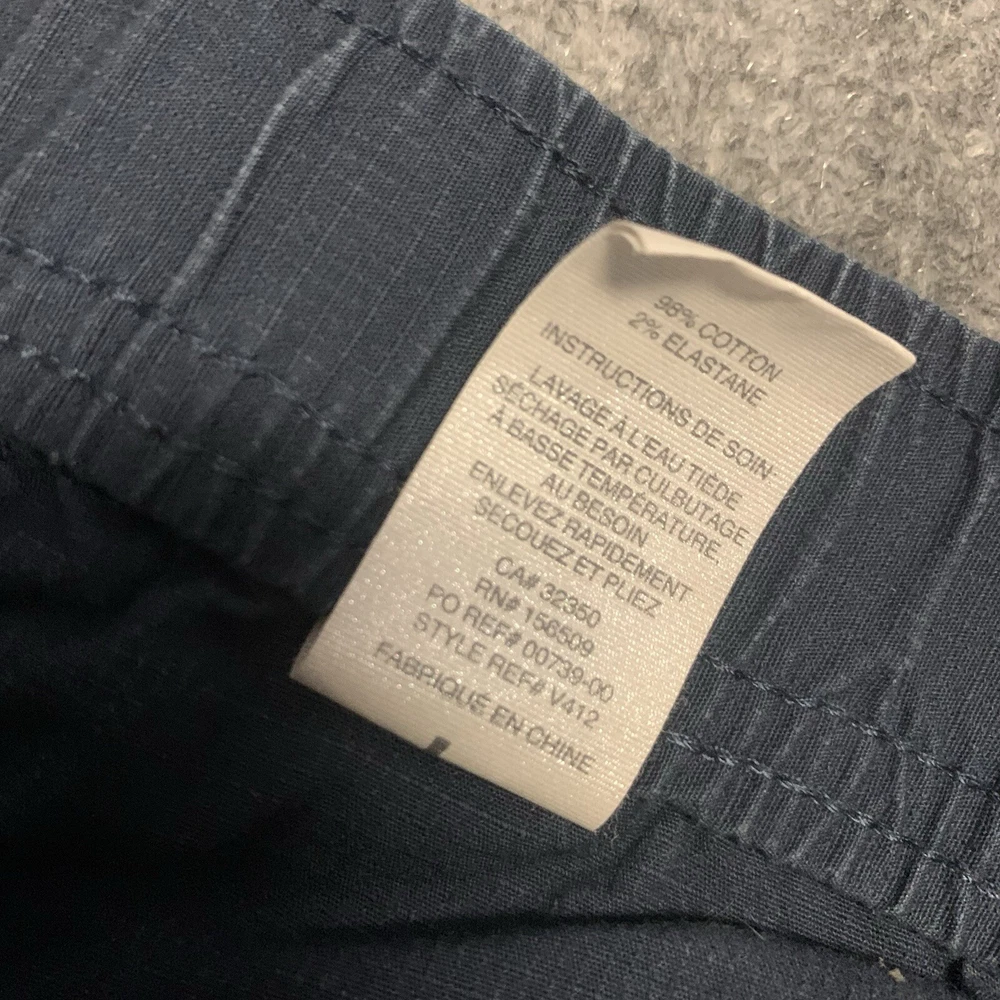 98% COTTON
2% ELASTANE
INSTRUCTIONS DE SOIN-
LAVAGE À L'EAU TIÈDE
SÉCHAGE PAR CULBUTAGE
À BASSE TEMPÉRATURE,
AU BESOIN
ENLEVEZ RAPIDEMENT
SECOUEZ ET PLIEZ
CA# 32350
RN# 156509
PO REF# 00739-00
STYLE REF# V412
FABRIQUÉ EN CHINE